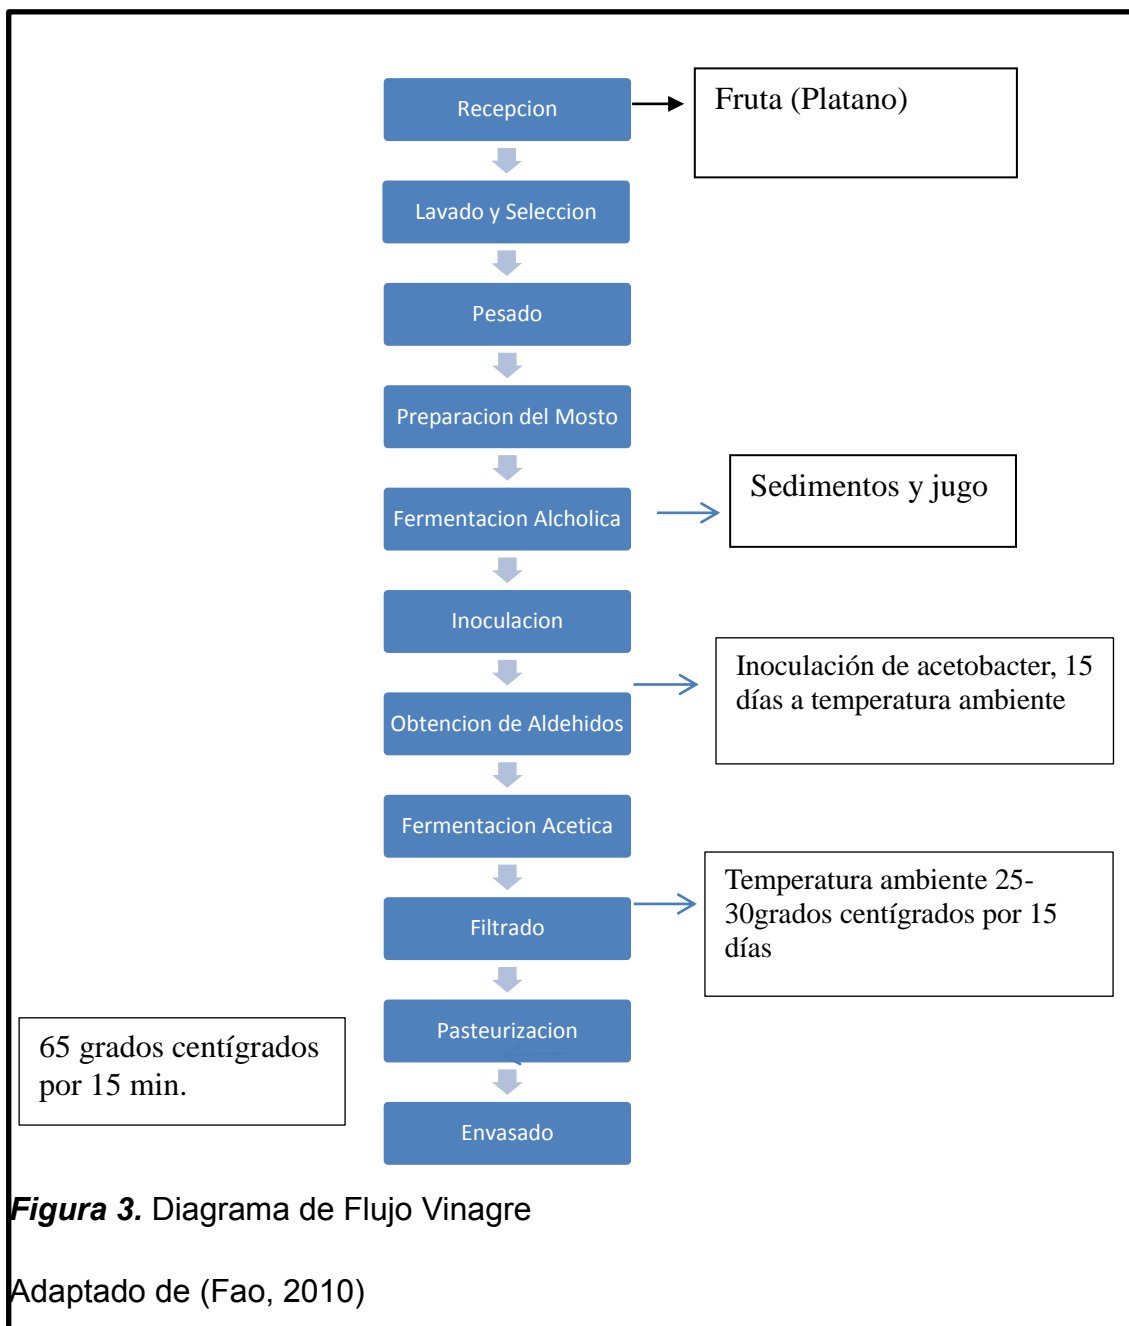 Recepcion
Fruta (Platano)
Lavado y Seleccion
Pesado
Preparacion del Mosto
Fermentacion Alcholica
Sedimentos y jugo
Inoculacion
Inoculación de acetobacter, 15
días a temperatura ambiente
Obtencion de Aldehidos
Fermentacion Acetica
Temperatura ambiente 25-
30grados centígrados por 15
días
Filtrado
Pasteurizacion
65 grados centígrados
por 15 min.
Envasado
Figura 3. Diagrama de Flujo Vinagre
Adaptado de (Fao, 2010)